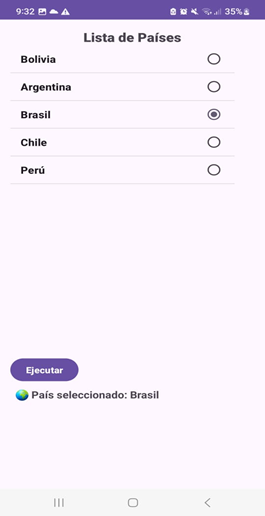 9:32 35%
Lista de Países
Bolivia
Argentina
Brasil
Chile
Perú
Ejecutar
País seleccionado: Brasil